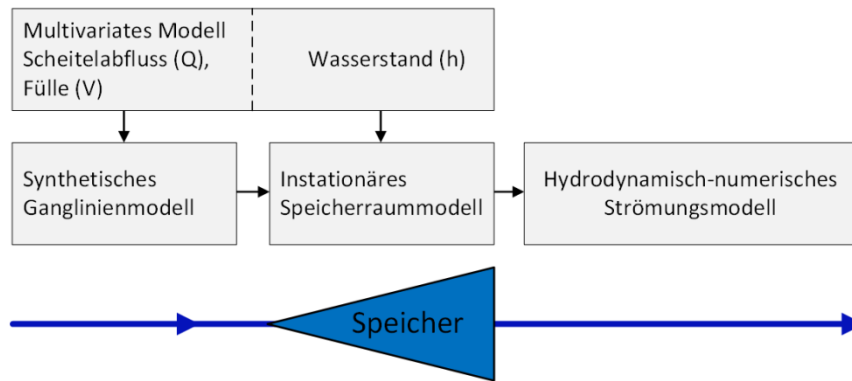 Multivariates Modell
Scheitelabfluss (Q),
Fülle (V)
Wasserstand (h)
Synthetisches
Ganglinienmodell
Instationäres
Speicherraummodell
Hydrodynamisch-numerisches
Strömungsmodell
Speicher